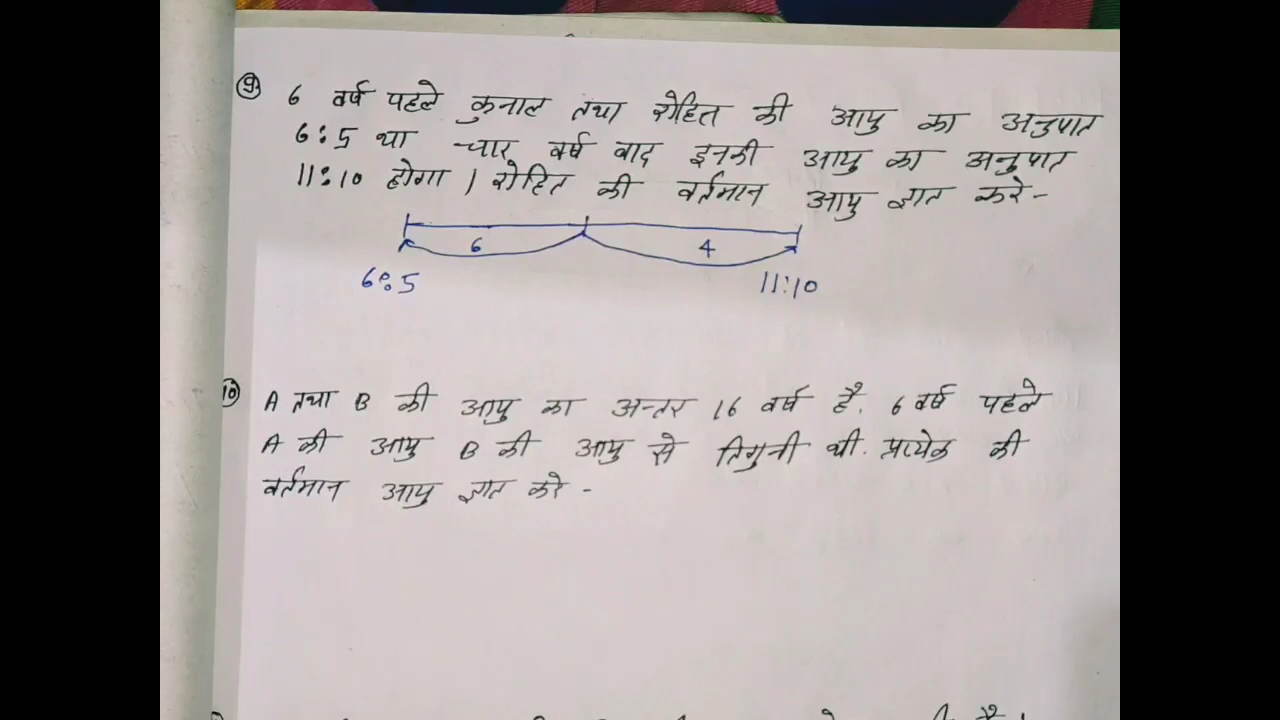 9 6 वर्ष पहले कुनाल तथा रोहित की आयु का अनुपात
6:5 था चार वर्ष बाद इनकी आयु का अनुपात
11:10 होगा । रोहित की वर्तमान आयु ज्ञात करे-
6 4
6:5 11:10
10 A तथा B की आयु का अन्तर 16 वर्ष है. 6 वर्ष पहले
A की आयु B की आयु से तिगुनी थी. प्रत्येक की
वर्तमान आयु ज्ञात करे -